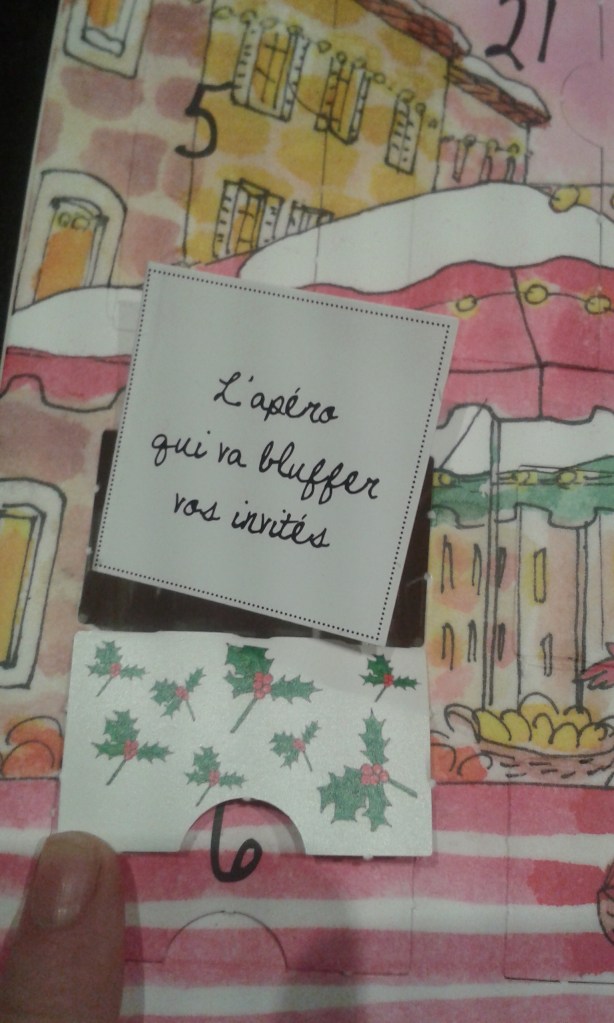 21
5
L'apéro
qui va bluffer
vos invités
6